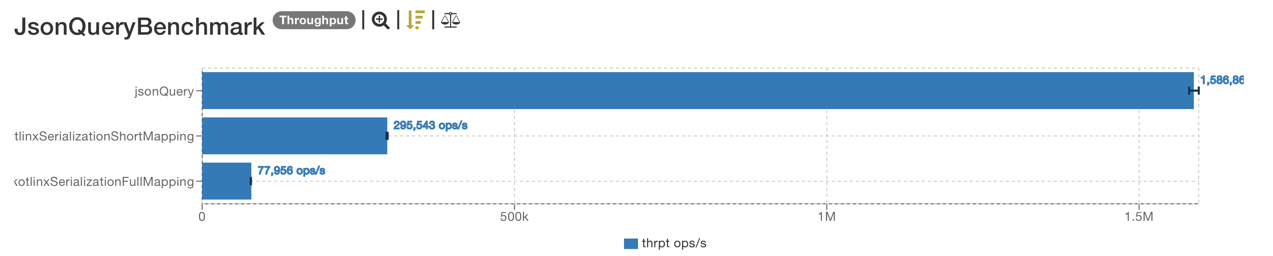 JsonQueryBenchmark Throughput | | |
jsonQuery 1,586,86
tlinxSerializationShortMapping 295,543 ops/s
kotlinxSerializationFullMapping 77,956 ops/s
0 500k 1M 1.5M
thrpt ops/s